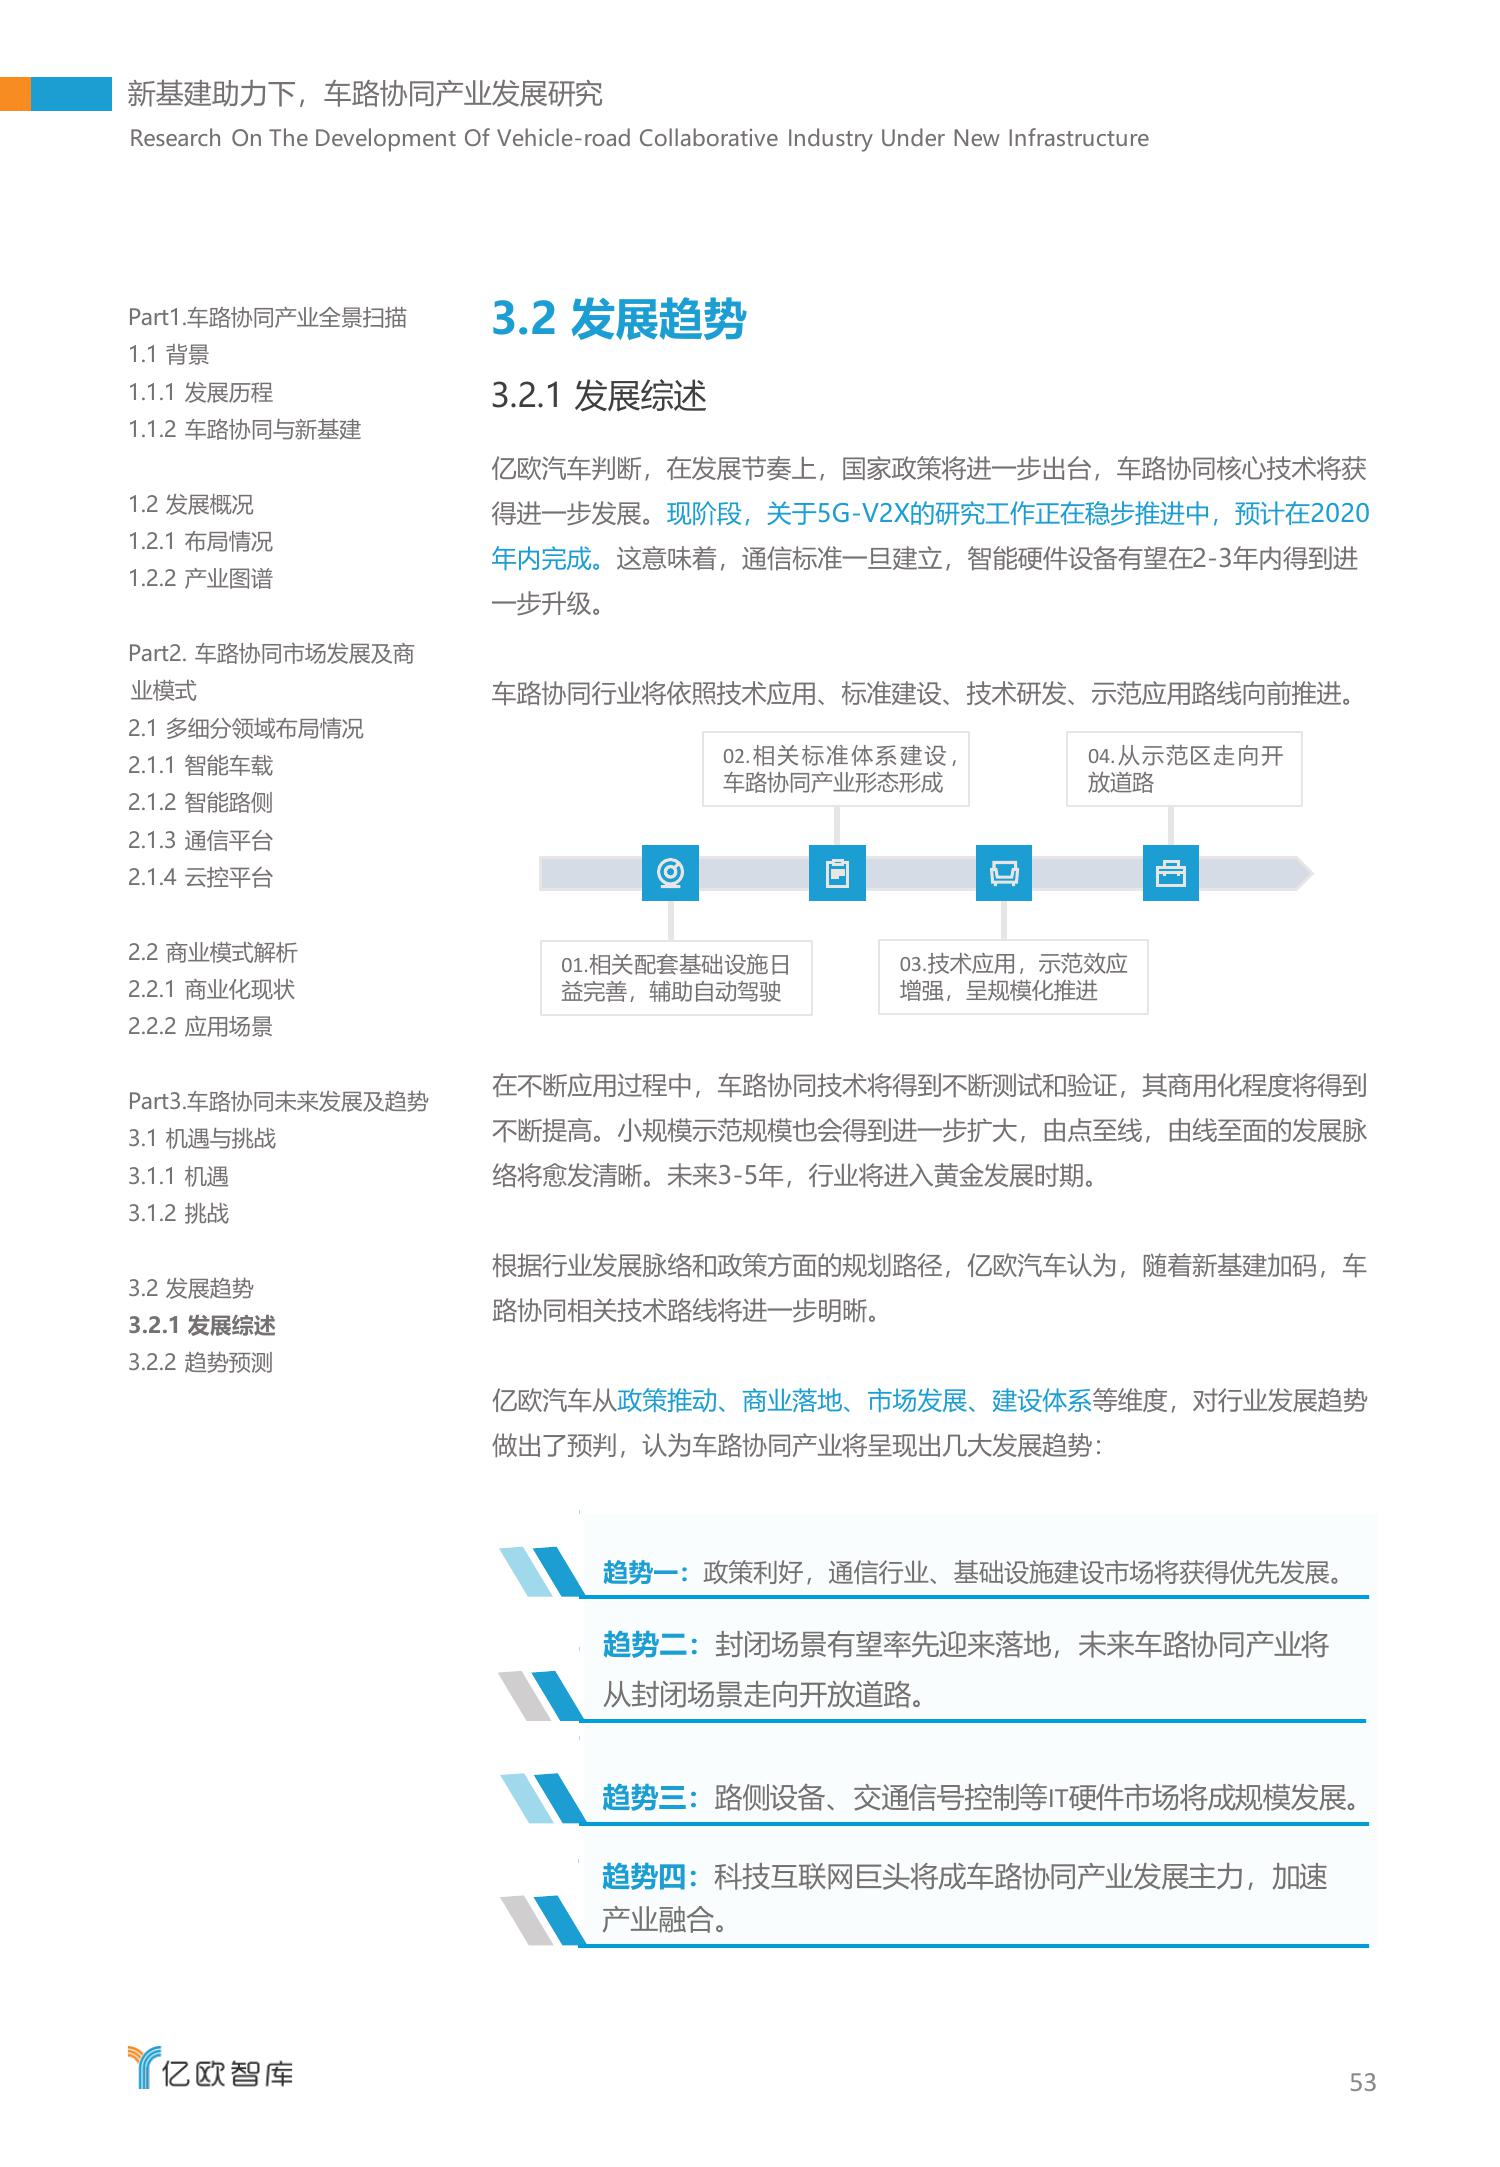 新基建助力下，车路协同产业发展研究
Research On The Development Of Vehicle-road Collaborative Industry Under New Infrastructure
Part1.车路协同产业全景扫描
1.1 背景
1.1.1 发展历程
1.1.2 车路协同与新基建
1.2 发展概况
1.2.1 布局情况
1.2.2 产业图谱
Part2. 车路协同市场发展及商
业模式
2.1 多细分领域布局情况
2.1.1 智能车载
2.1.2 智能路侧
2.1.3 通信平台
2.1.4 云控平台
2.2 商业模式解析
2.2.1 商业化现状
2.2.2 应用场景
Part3.车路协同未来发展及趋势
3.1 机遇与挑战
3.1.1 机遇
3.1.2 挑战
3.2 发展趋势
3.2.1 发展综述
3.2.2 趋势预测
3.2 发展趋势
3.2.1 发展综述
亿欧汽车判断，在发展节奏上，国家政策将进一步出台，车路协同核心技术将获
得进一步发展。现阶段，关于5G-V2X的研究工作正在稳步推进中，预计在2020
年内完成。这意味着，通信标准一旦建立，智能硬件设备有望在2-3年内得到进
一步升级。
车路协同行业将依照技术应用、标准建设、技术研发、示范应用路线向前推进。
02.相关标准体系建设，
车路协同产业形态形成
04.从示范区走向开
放道路
01.相关配套基础设施日
益完善，辅助自动驾驶
03.技术应用，示范效应
增强，呈规模化推进
在不断应用过程中，车路协同技术将得到不断测试和验证，其商用化程度将得到
不断提高。小规模示范规模也会得到进一步扩大，由点至线，由线至面的发展脉
络将愈发清晰。未来3-5年，行业将进入黄金发展时期。
根据行业发展脉络和政策方面的规划路径，亿欧汽车认为，随着新基建加码，车
路协同相关技术路线将进一步明晰。
亿欧汽车从政策推动、商业落地、市场发展、建设体系等维度，对行业发展趋势
做出了预判，认为车路协同产业将呈现出几大发展趋势：
趋势一：政策利好，通信行业、基础设施建设市场将获得优先发展。
趋势二：封闭场景有望率先迎来落地，未来车路协同产业将
从封闭场景走向开放道路。
趋势三：路侧设备、交通信号控制等IT硬件市场将成规模发展。
趋势四：科技互联网巨头将成车路协同产业发展主力，加速
产业融合。
亿欧智库
53